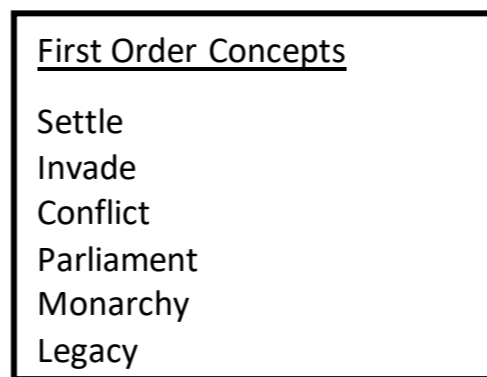 First Order Concepts
Settle
Invade
Conflict
Parliament
Monarchy
Legacy